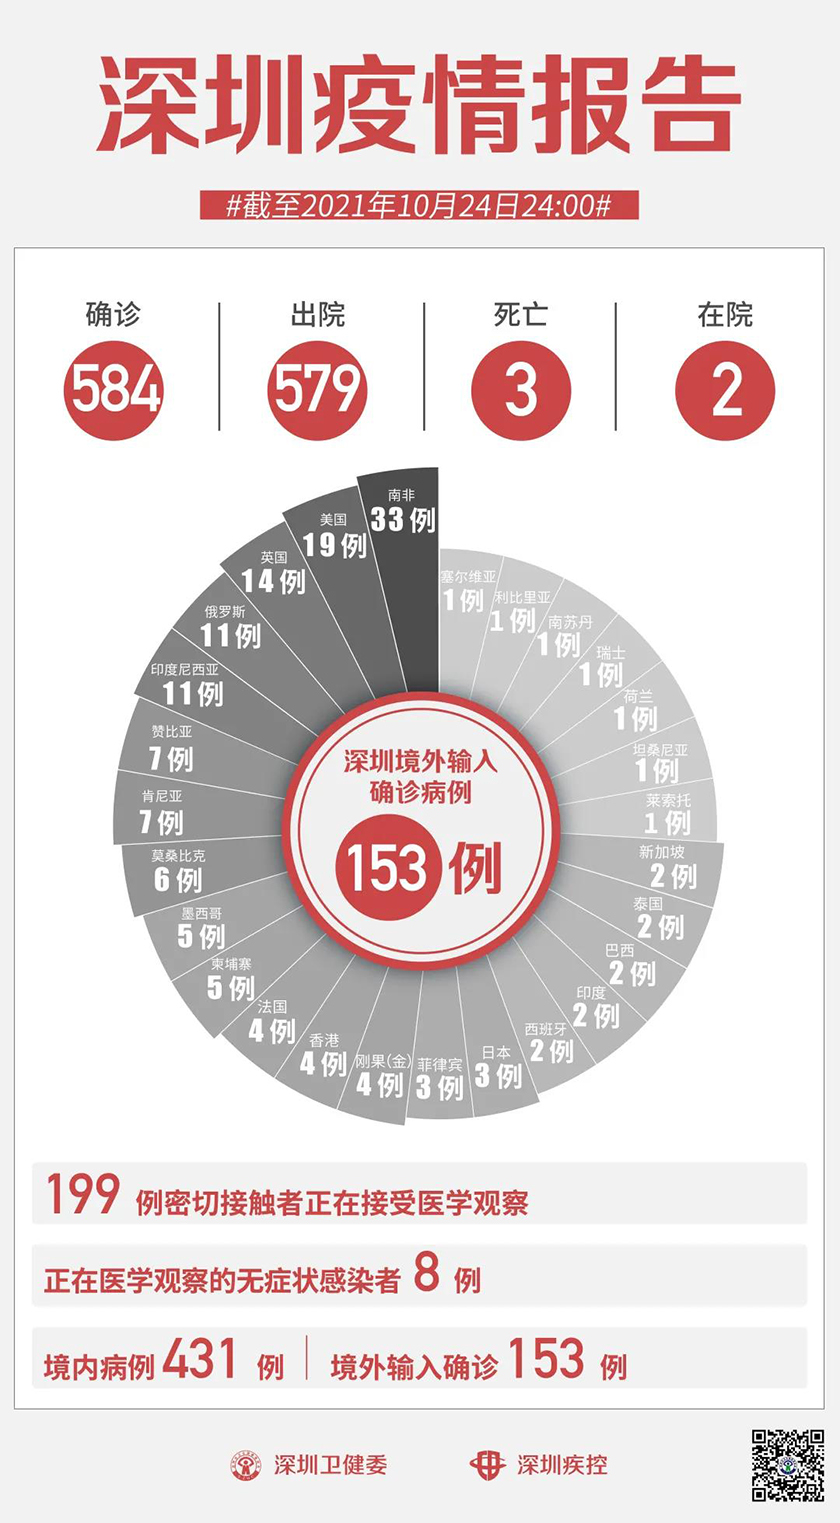 深圳疫情报告
#截至2021年10月24日24:00#
确诊
584
出院
579
死亡
3
在院
2
南非
33例
美国
19例
英国
14例
俄罗斯
11例
印度尼西亚
11例
赞比亚
7例
肯尼亚
7例
莫桑比克
6例
墨西哥
5例
柬埔寨
5例
法国
4例
香港
4例
刚果(金)
4例
菲律宾
3例
日本
3例
西班牙
2例
印度
2例
巴西
2例
泰国
2例
新加坡
2例
莱索托
1例
坦桑尼亚
1例
荷兰
1例
瑞士
1例
南苏丹
1例
利比里亚
1例
塞尔维亚
1例
深圳境外输入
确诊病例
153例
199 例密切接触者正在接受医学观察
正在医学观察的无症状感染者 8 例
境内病例 431 例 境外输入确诊 153 例
深圳卫健委 深圳疾控